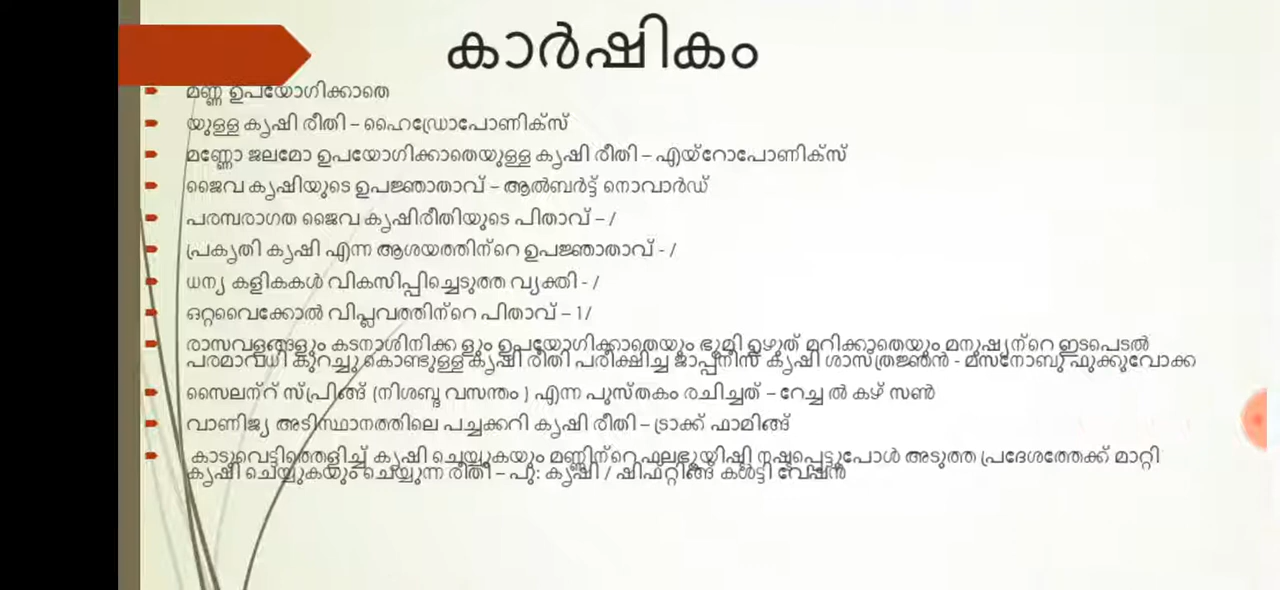 കാർഷികം
മണ്ണ് ഉപയോഗിക്കാതെ
യുള്ള കൃഷി രീതി – ഹൈഡ്രോപോണിക്സ്
മണ്ണോ ജലമോ ഉപയോഗിക്കാതെയുള്ള കൃഷി രീതി – എയ്റോപോണിക്സ്
ജൈവ കൃഷിയുടെ ഉപജ്ഞാതാവ് – ആൽബർട്ട് നൊവാർഡ്
പരമ്പരാഗത ജൈവ കൃഷിരീതിയുടെ പിതാവ് – /
പ്രകൃതി കൃഷി എന്ന ആശയത്തിന്റെ ഉപജ്ഞാതാവ് - /
ധന്യ കളികകൾ വികസിപ്പിച്ചെടുത്ത വ്യക്തി - /
ഒറ്റവൈക്കോൽ വിപ്ലവത്തിന്റെ പിതാവ് – 1/
രാസവളങ്ങളും കടനാശിനിക്ക ളും ഉപയോഗിക്കാതെയും ഭൂമി ഉഴുത് മറിക്കാതെയും മനുഷ്യന്റെ ഇടപെടൽ
പരമാവധി കുറച്ചു കൊണ്ടുള്ള കൃഷി രീതി പരീക്ഷിച്ച ജാപ്പനീസ് കൃഷി ശാസ്ത്രജ്ഞൻ - മസനോബു ഫുക്കുവോക്ക
സൈലന്റ് സ്പ്രിങ്ങ് (നിശബ്ദ വസന്തം ) എന്ന പുസ്തകം രചിച്ചത് – റേച്ച ൽ കഴ് സൺ
വാണിജ്യ അടിസ്ഥാനത്തിലെ പച്ചക്കറി കൃഷി രീതി – ട്രാക്ക് ഫാമിങ്ങ്
കാടുവെട്ടിത്തെളിച്ച് കൃഷി ചെയ്യുകയും മണ്ണിന്റെ ഫലഭൂയിഷ്ടി നഷ്ടപ്പെട്ടുപോൾ അടുത്ത പ്രദേശത്തേക്ക് മാറ്റി
കൃഷി ചെയ്യുകയും ചെയ്യുന്ന രീതി – പു: കൃഷി / ഷിഫ്റ്റിങ്ങ് കൾട്ടി വേഷൻ